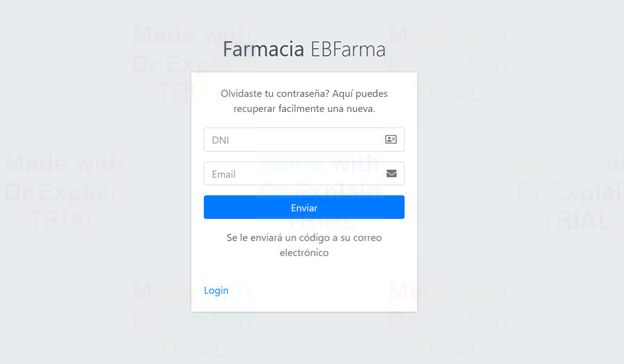 Made with
Dr.Explain
TRIAL
Made with
Dr.Explain
TRIAL
Farmacia EBFarma
Olvidaste tu contraseña? Aquí puedes
recuperar facilmente una nueva.
DNI
Email
Enviar
Se le enviará un código a su correo
electrónico
Login
Made with
Dr.Explain
TRIAL
Made with
Dr.Explain
TRIAL
Made with
Dr.Explain
TRIAL
Made with
Dr.Explain
TRIAL
Made with
Dr.Explain
TRIAL